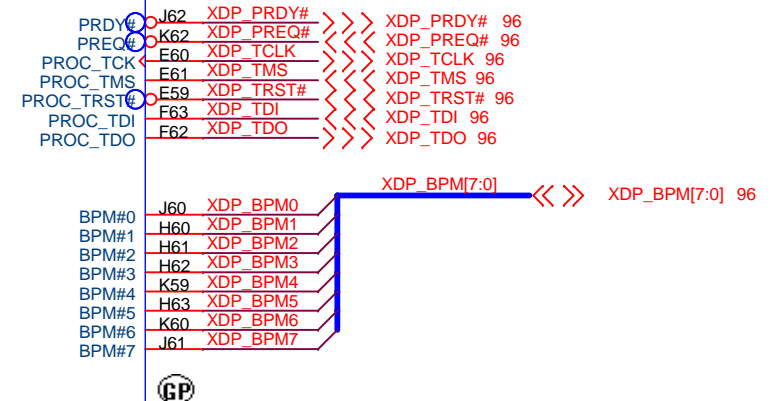 PRDY# J62 XDP_PRDY# XDP_PRDY# 96
PREQ# K62 XDP_PREQ# XDP_PREQ# 96
PROC_TCK E60 XDP_TCLK XDP_TCLK 96
PROC_TMS E61 XDP_TMS XDP_TMS 96
PROC_TRST# E59 XDP_TRST# XDP_TRST# 96
PROC_TDI F63 XDP_TDI XDP_TDI 96
PROC_TDO F62 XDP_TDO XDP_TDO 96
XDP_BPM[7:0] XDP_BPM[7:0] 96
BPM#0 J60 XDP_BPM0
BPM#1 H60 XDP_BPM1
BPM#2 H61 XDP_BPM2
BPM#3 H62 XDP_BPM3
BPM#4 K59 XDP_BPM4
BPM#5 H63 XDP_BPM5
BPM#6 K60 XDP_BPM6
BPM#7 J61 XDP_BPM7
GP